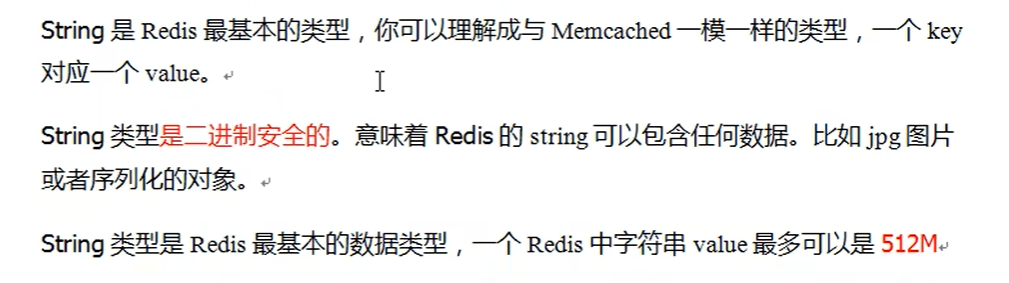 String 是 Redis 最基本的类型，你可以理解成与 Memcached 一模一样的类型，一个 key
对应一个 value。
String 类型是二进制安全的。意味着 Redis 的 string 可以包含任何数据。比如 jpg 图片
或者序列化的对象。
String 类型是 Redis 最基本的数据类型，一个 Redis 中字符串 value 最多可以是 512M